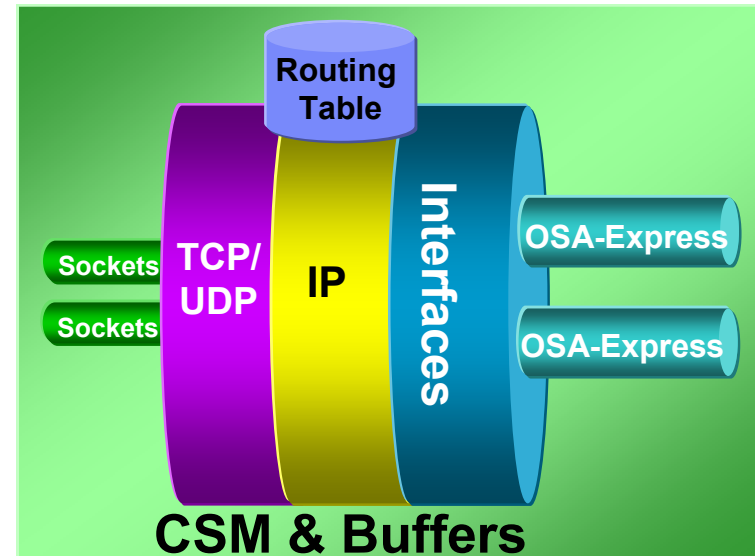 Routing
Table
Sockets
Sockets
TCP/
UDP
IP
Interfaces
OSA-Express
OSA-Express
CSM & Buffers